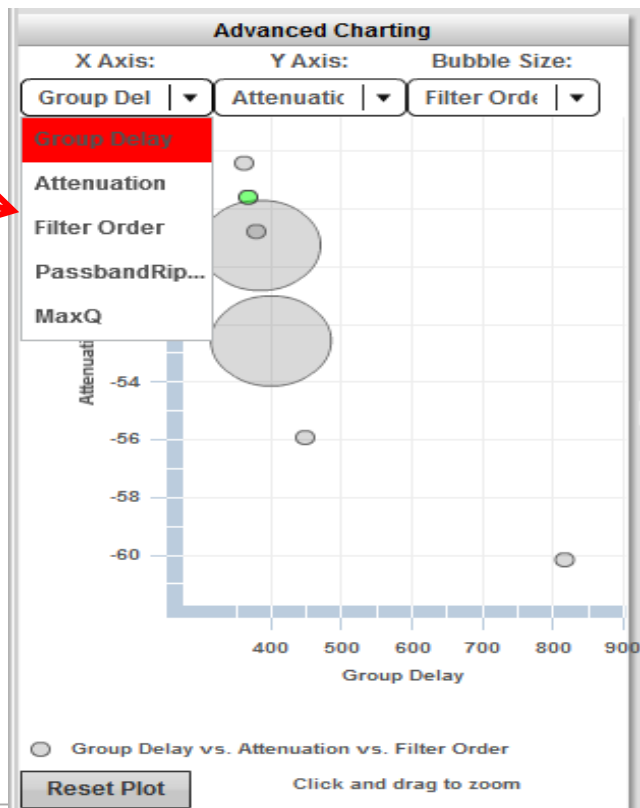 Advanced Charting
X Axis: Y Axis: Bubble Size:
Group Del Attenuatic Filter Orde
Group Delay
Attenuation
Filter Order
PassbandRip...
MaxQ
Attenuati
-54
-56
-58
-60
400 500 600 700 800 900
Group Delay
Group Delay vs. Attenuation vs. Filter Order
Reset Plot Click and drag to zoom